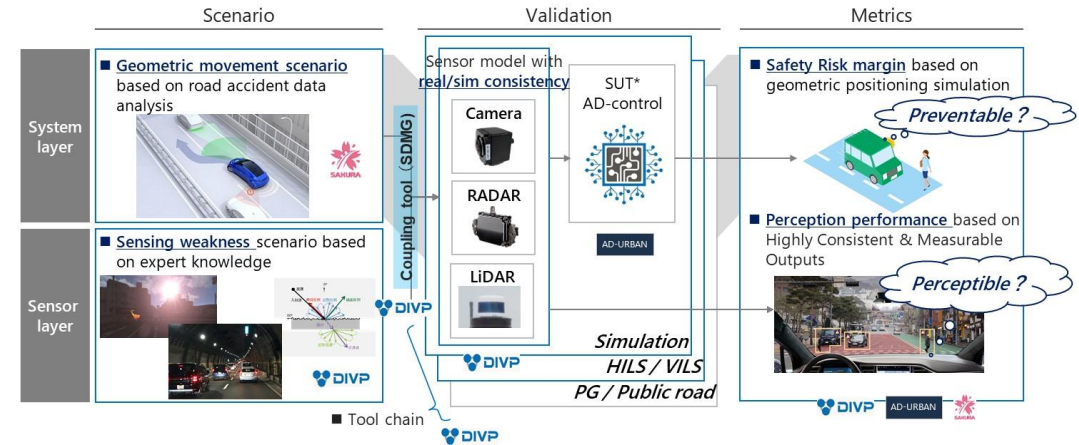 Scenario
Validation
Metrics
System
layer
Sensor
layer
■ Geometric movement scenario
based on road accident data
analysis
SAKURA
■ Sensing weakness scenario based
on expert knowledge
DIVP
Coupling tool (SDMG)
DIVP
Sensor model with
real/sim consistency
Camera
RADAR
LiDAR
SUT*
AD-control
AD-URBAN
Simulation
DIVP
HILS / VILS
PG / Public road
■ Tool chain
DIVP
■ Safety Risk margin based on
geometric positioning simulation
Preventable？
■ Perception performance based on
Highly Consistent & Measurable
Outputs
Perceptible？
DIVP
AD-URBAN
SAKURA